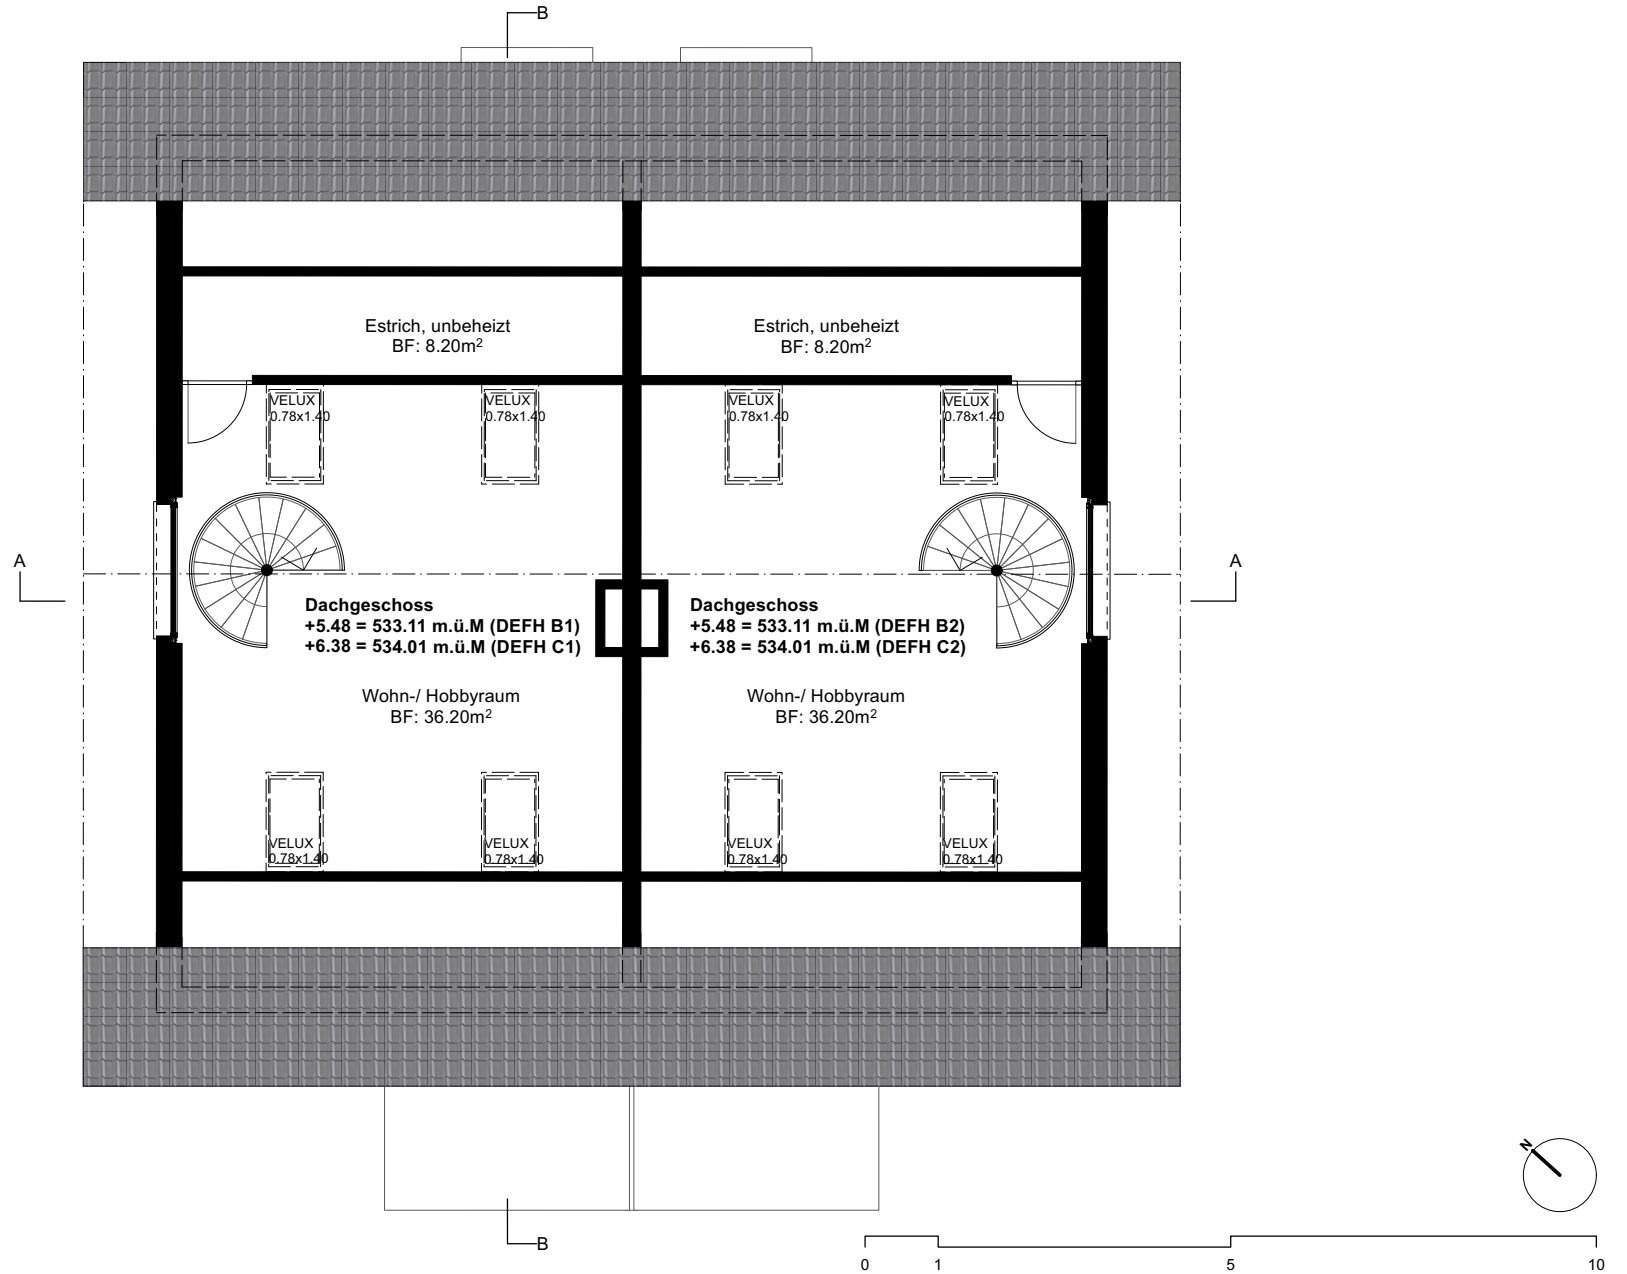 B
Estrich, unbeheizt
BF: 8.20m²
Estrich, unbeheizt
BF: 8.20m²
VELUX
0.78x1.40
VELUX
0.78x1.40
VELUX
0.78x1.40
VELUX
0.78x1.40
A
A
Dachgeschoss
+5.48 = 533.11 m.ü.M (DEFH B1)
+6.38 = 534.01 m.ü.M (DEFH C1)
Dachgeschoss
+5.48 = 533.11 m.ü.M (DEFH B2)
+6.38 = 534.01 m.ü.M (DEFH C2)
Wohn-/ Hobbyraum
BF: 36.20m²
Wohn-/ Hobbyraum
BF: 36.20m²
VELUX
0.78x1.40
VELUX
0.78x1.40
VELUX
0.78x1.40
VELUX
0.78x1.40
N
B
0 1 5 10